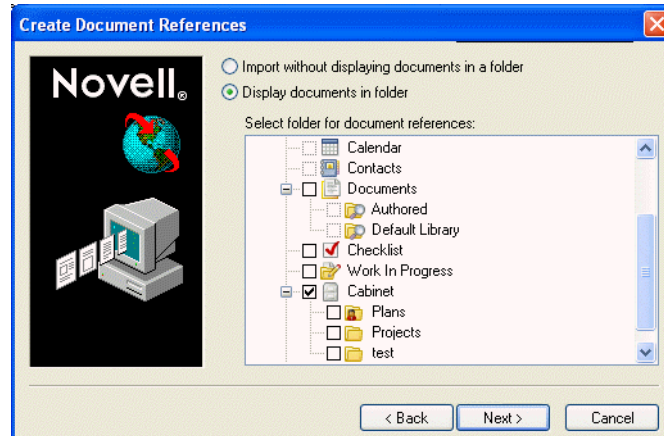 Create Document References
Novell®
Import without displaying documents in a folder
Display documents in folder
Select folder for document references:
Calendar
Contacts
Documents
Authored
Default Library
Checklist
Work In Progress
Cabinet
Plans
Projects
test
< Back
Next >
Cancel